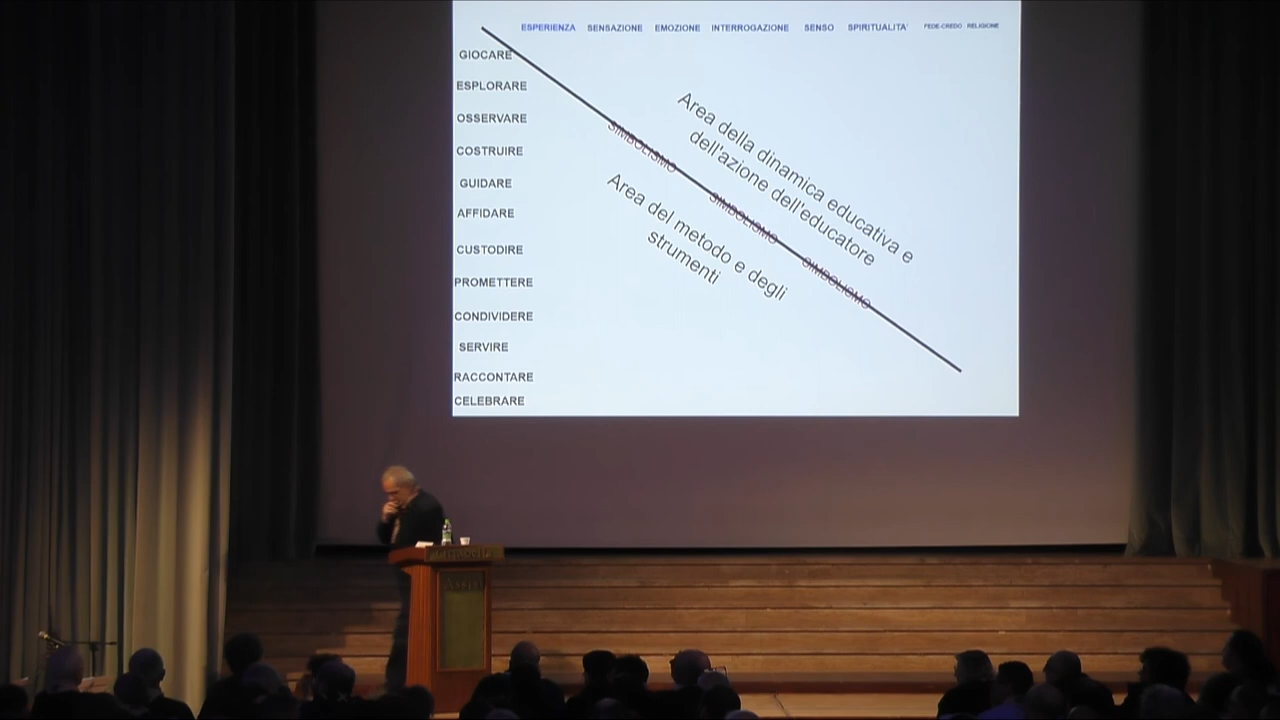 ESPERIENZA SENSAZIONE EMOZIONE INTERROGAZIONE SENSO SPIRITUALITA' FEDE-CREDO RELIGIONE
GIOCARE
ESPLORARE
OSSERVARE
COSTRUIRE
GUIDARE
AFFIDARE
CUSTODIRE
PROMETTERE
CONDIVIDERE
SERVIRE
RACCONTARE
CELEBRARE
Area della dinamica educativa e
dell'azione dell'educatore
SIMBOLISMO
SIMBOLISMO
SIMBOLISMO
Area del metodo e degli
strumenti